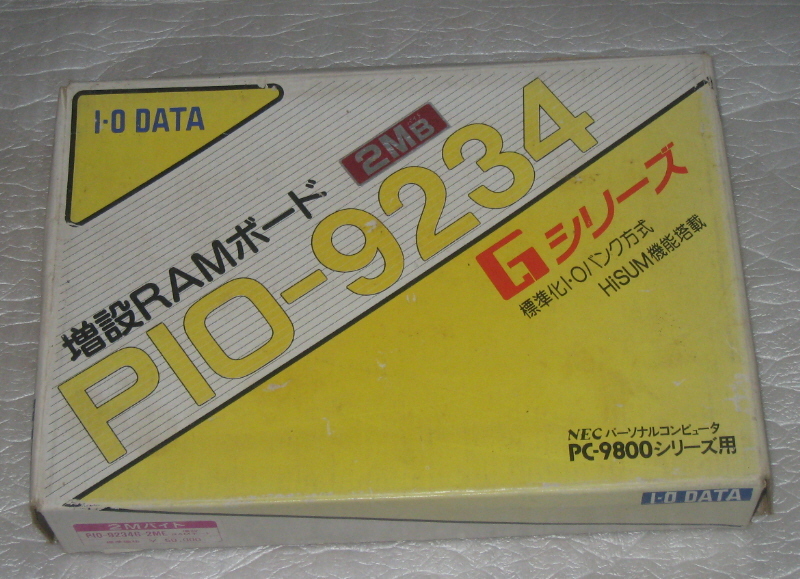 I·O DATA
2MB
増設RAMボード
PIO-9234
Gシリーズ
標準化I・Oバンク方式
HiSUM機能搭載
NEC パーソナルコンピュータ
PC-9800シリーズ用
I·O DATA
2Mバイト
PIO-9234G-2ME